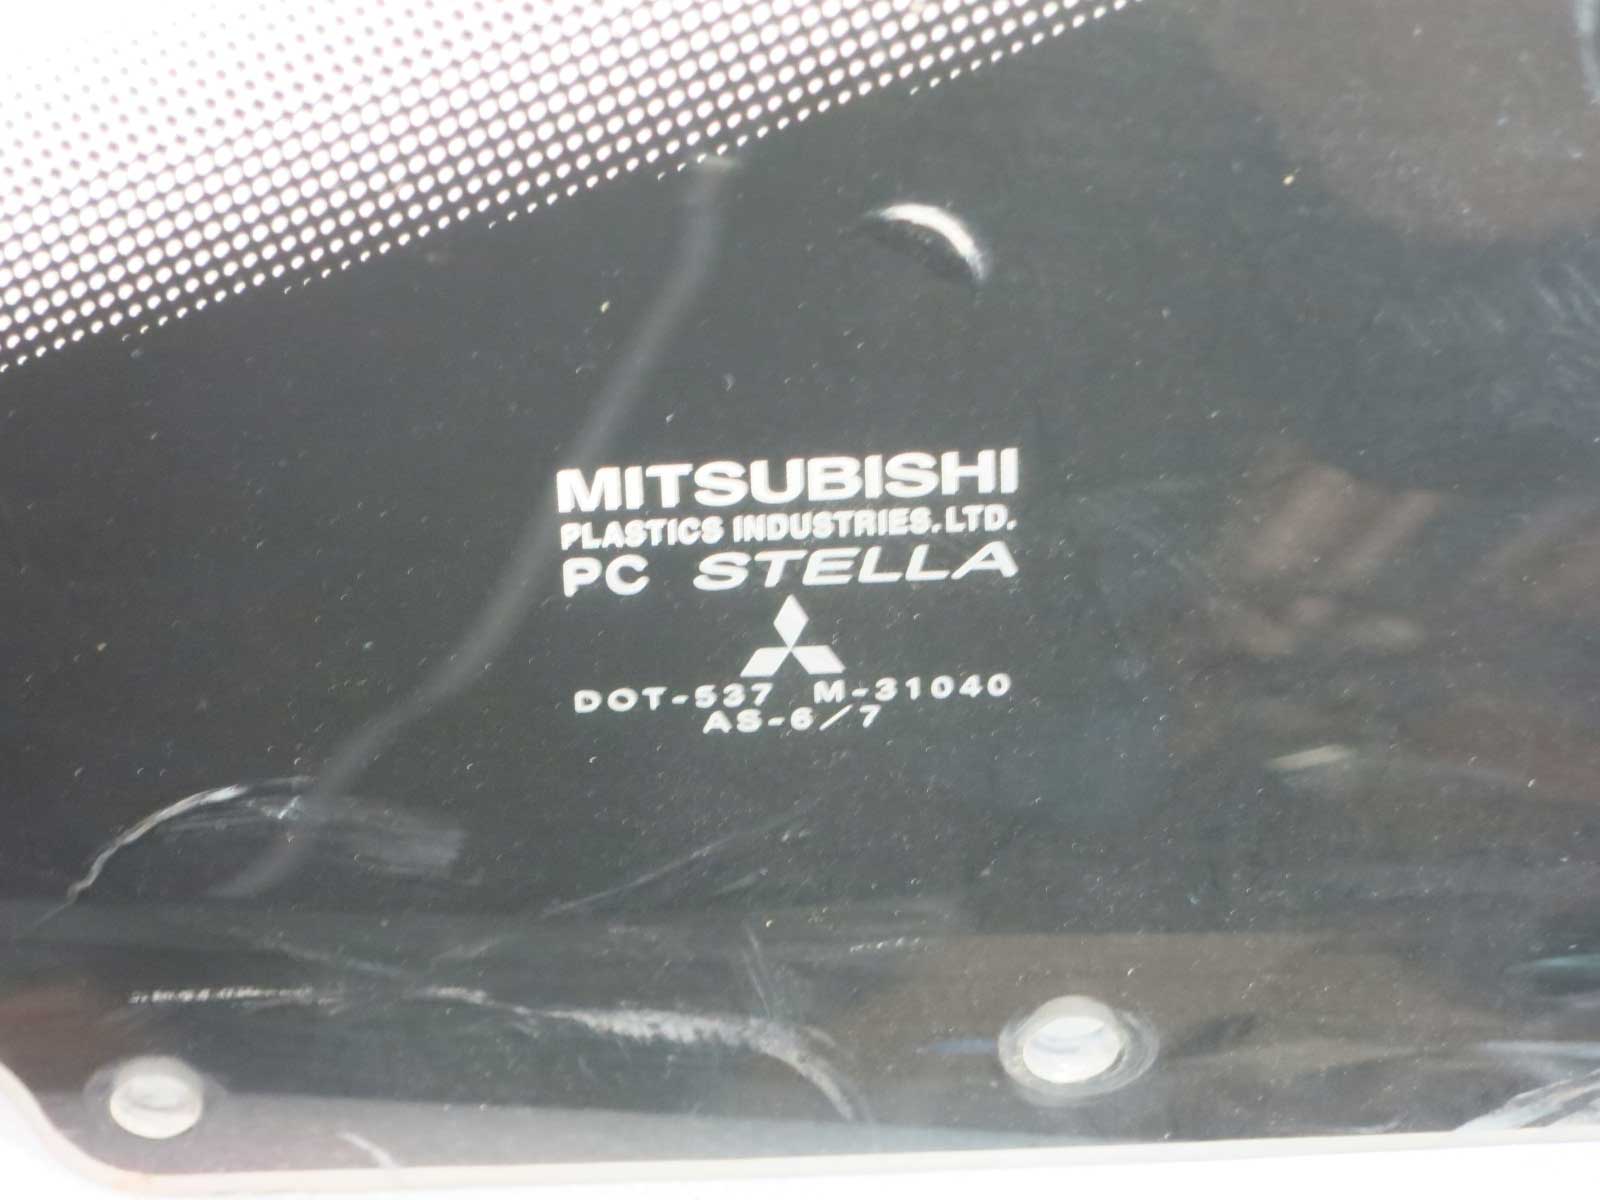 MITSUBISHI
PLASTICS INDUSTRIES, LTD.
PC STELLA
DOT-537 M-31040
AS-6/7